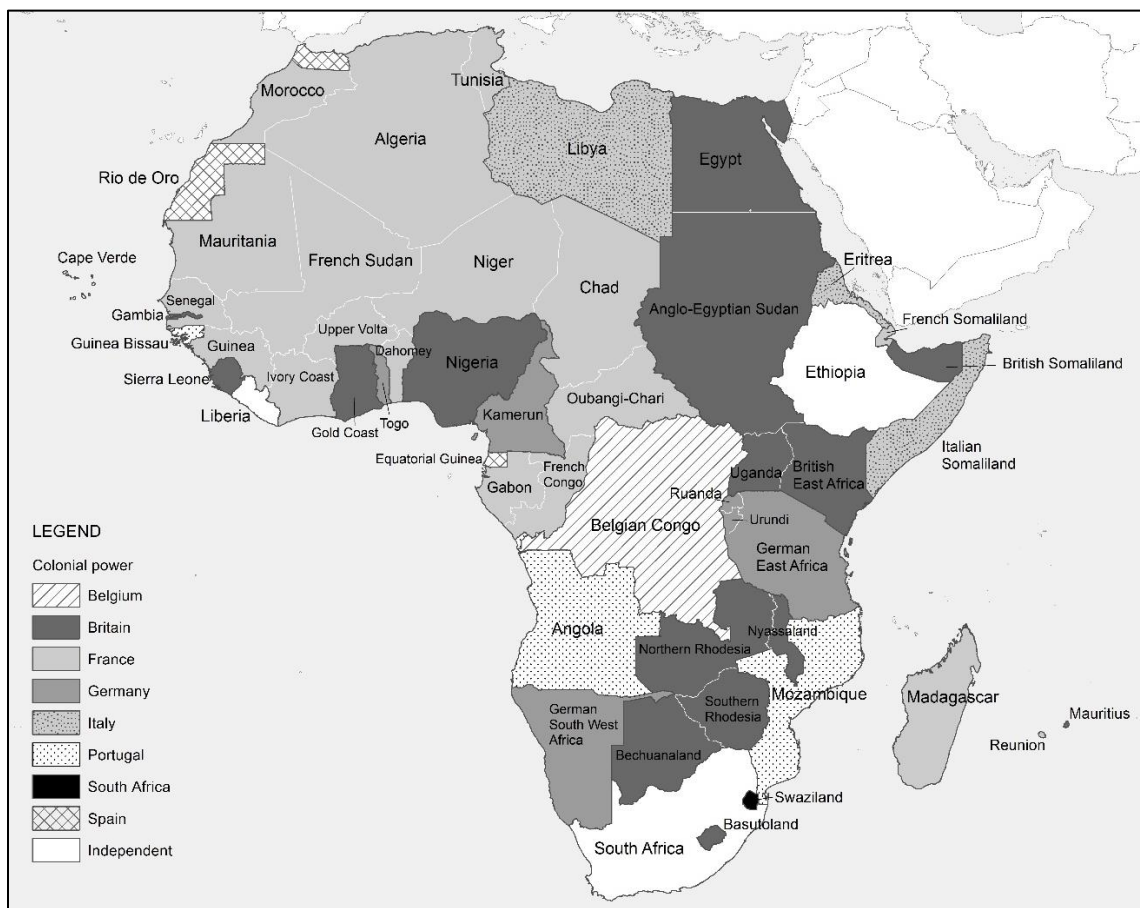 Tunisia
Morocco
Algeria
Libya
Egypt
Rio de Oro
Mauritania
French Sudan
Niger
Chad
Eritrea
Cape Verde
Senegal
Gambia
Anglo-Egyptian Sudan
French Somaliland
Guinea Bissau
Guinea
Upper Volta
Dahomey
Nigeria
British Somaliland
Sierra Leone
Ivory Coast
Ethiopia
Liberia
Gold Coast
Togo
Kamerun
Oubangi-Chari
Equatorial Guinea
French
Congo
Gabon
Uganda
British
East Africa
Italian
Somaliland
Ruanda
Urundi
Belgian Congo
German
East Africa
Angola
Northern Rhodesia
Nyassaland
Mozambique
Madagascar
Mauritius
Reunion
German
South West
Africa
Southern
Rhodesia
Bechuanaland
Swaziland
Basutoland
South Africa
LEGEND
Colonial power
Belgium
Britain
France
Germany
Italy
Portugal
South Africa
Spain
Independent